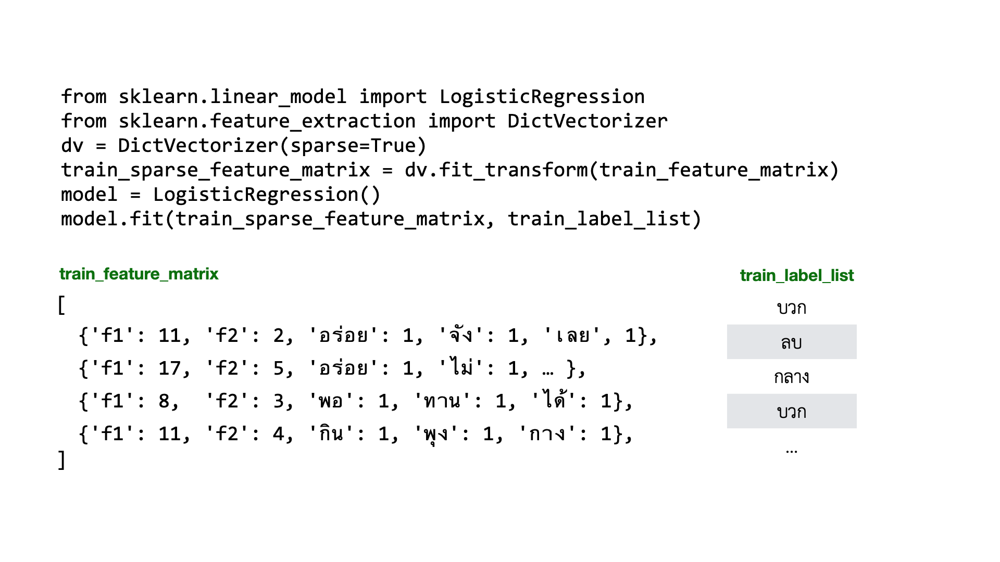 from sklearn.linear_model import LogisticRegression
from sklearn.feature_extraction import DictVectorizer
dv = DictVectorizer(sparse=True)
train_sparse_feature_matrix = dv.fit_transform(train_feature_matrix)
model = LogisticRegression()
model.fit(train_sparse_feature_matrix, train_label_list)
train_feature_matrix
[
{'f1': 11, 'f2': 2, 'อร่อย': 1, 'จัง': 1, 'เลย', 1},
{'f1': 17, 'f2': 5, 'อร่อย': 1, 'ไม่': 1, … },
{'f1': 8, 'f2': 3, 'พอ': 1, 'ทาน': 1, 'ได้': 1},
{'f1': 11, 'f2': 4, 'กิน': 1, 'พุง': 1, 'กาง': 1},
]
train_label_list
บวก
ลบ
กลาง
บวก
…